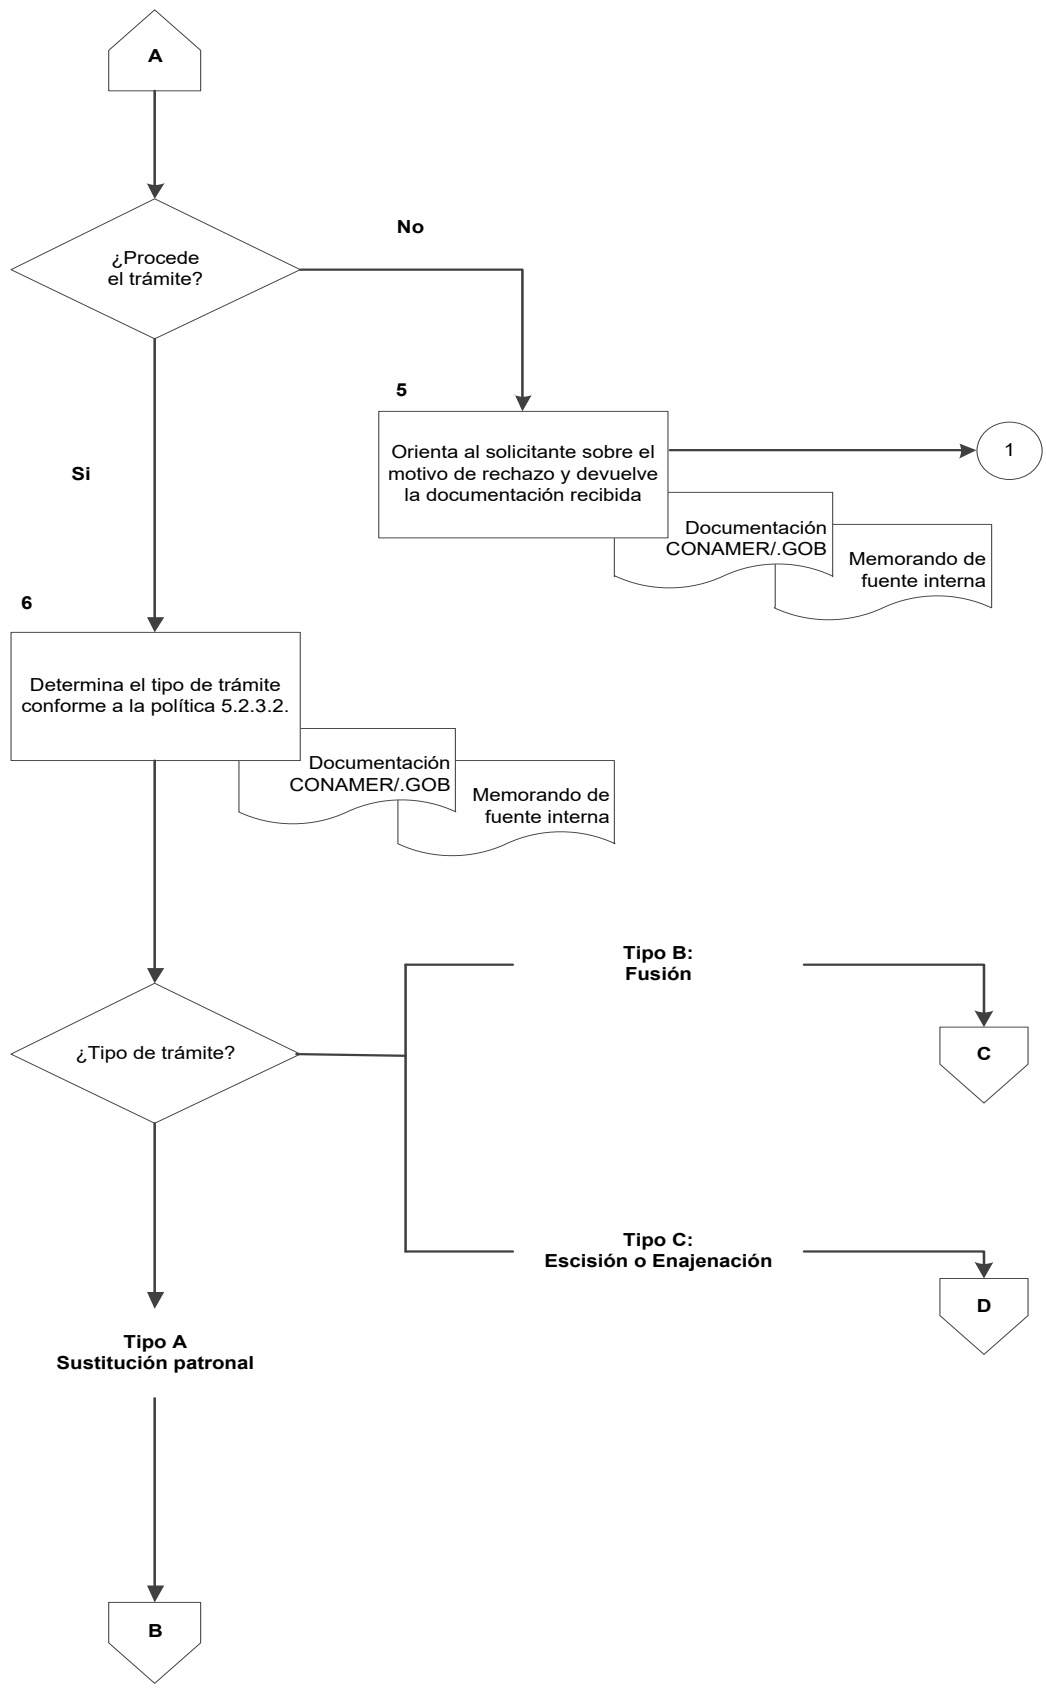 A
¿Procede
el trámite?
No
5
Orienta al solicitante sobre el
motivo de rechazo y devuelve
la documentación recibida
1
Documentación
CONAMER/.GOB
Memorando de
fuente interna
Si
6
Determina el tipo de trámite
conforme a la política 5.2.3.2.
Documentación
CONAMER/.GOB
Memorando de
fuente interna
¿Tipo de trámite?
Tipo B:
Fusión
C
Tipo C:
Escisión o Enajenación
D
Tipo A
Sustitución patronal
B